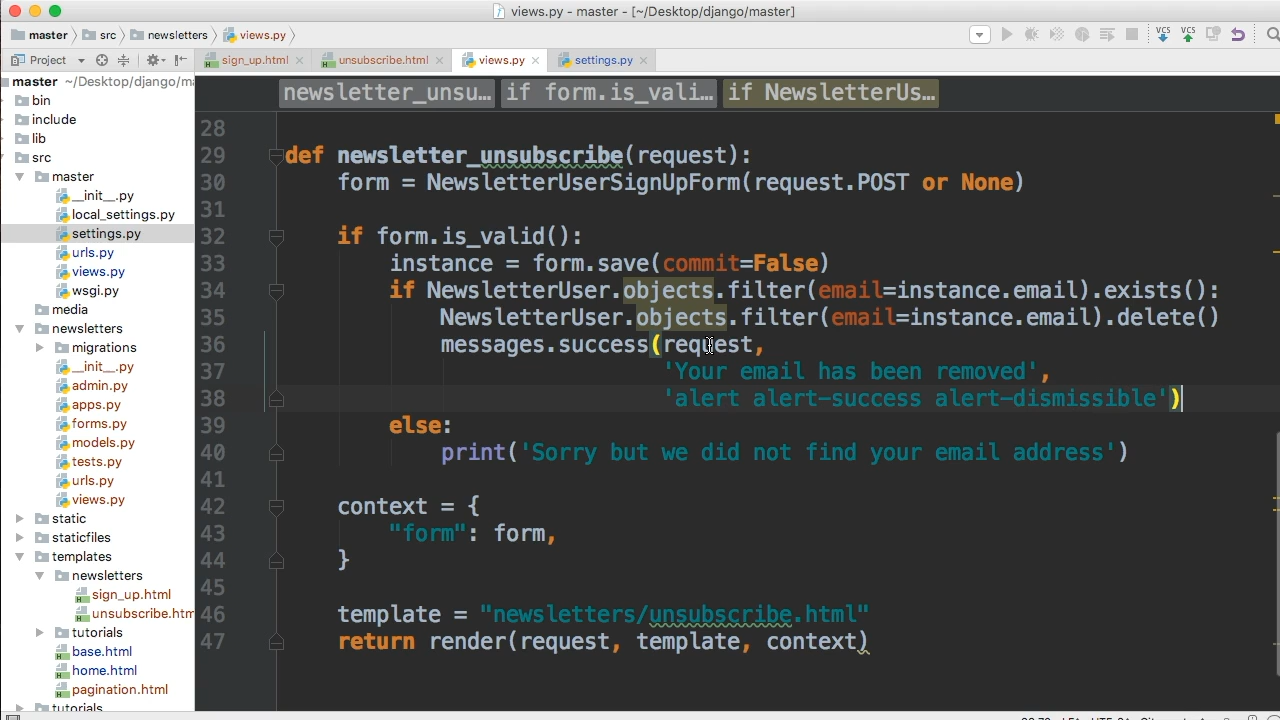 views.py - master - [~/Desktop/django/master]
master src newsletters views.py
Project sign_up.html unsubscribe.html views.py settings.py
newsletter_unsu… if form.is_vali… if NewsletterUs…
master ~/Desktop/django/ma
bin
include
lib
src
master
__init__.py
local_settings.py
settings.py
urls.py
views.py
wsgi.py
media
newsletters
migrations
__init__.py
admin.py
apps.py
forms.py
models.py
tests.py
urls.py
views.py
static
staticfiles
templates
newsletters
sign_up.html
unsubscribe.htm
tutorials
base.html
home.html
pagination.html
tutorials
28
29 def newsletter_unsubscribe(request):
30 form = NewsletterUserSignUpForm(request.POST or None)
31
32 if form.is_valid():
33 instance = form.save(commit=False)
34 if NewsletterUser.objects.filter(email=instance.email).exists():
35 NewsletterUser.objects.filter(email=instance.email).delete()
36 messages.success(request,
37 'Your email has been removed',
38 'alert alert-success alert-dismissible')
39 else:
40 print('Sorry but we did not find your email address')
41
42 context = {
43 "form": form,
44 }
45
46 template = "newsletters/unsubscribe.html"
47 return render(request, template, context)